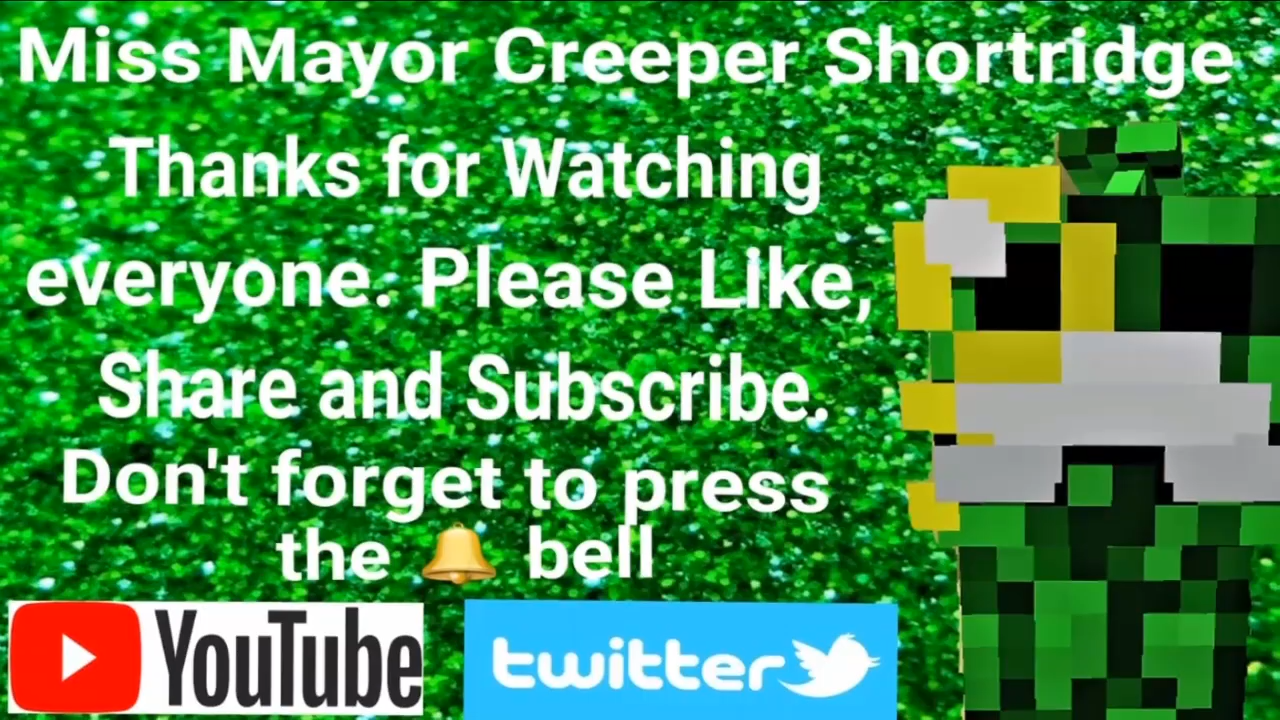 Miss Mayor Creeper Shortridge
Thanks for Watching
everyone. Please Like,
Share and Subscribe.
Don't forget to press
the 🔔 bell
YouTube
twitter